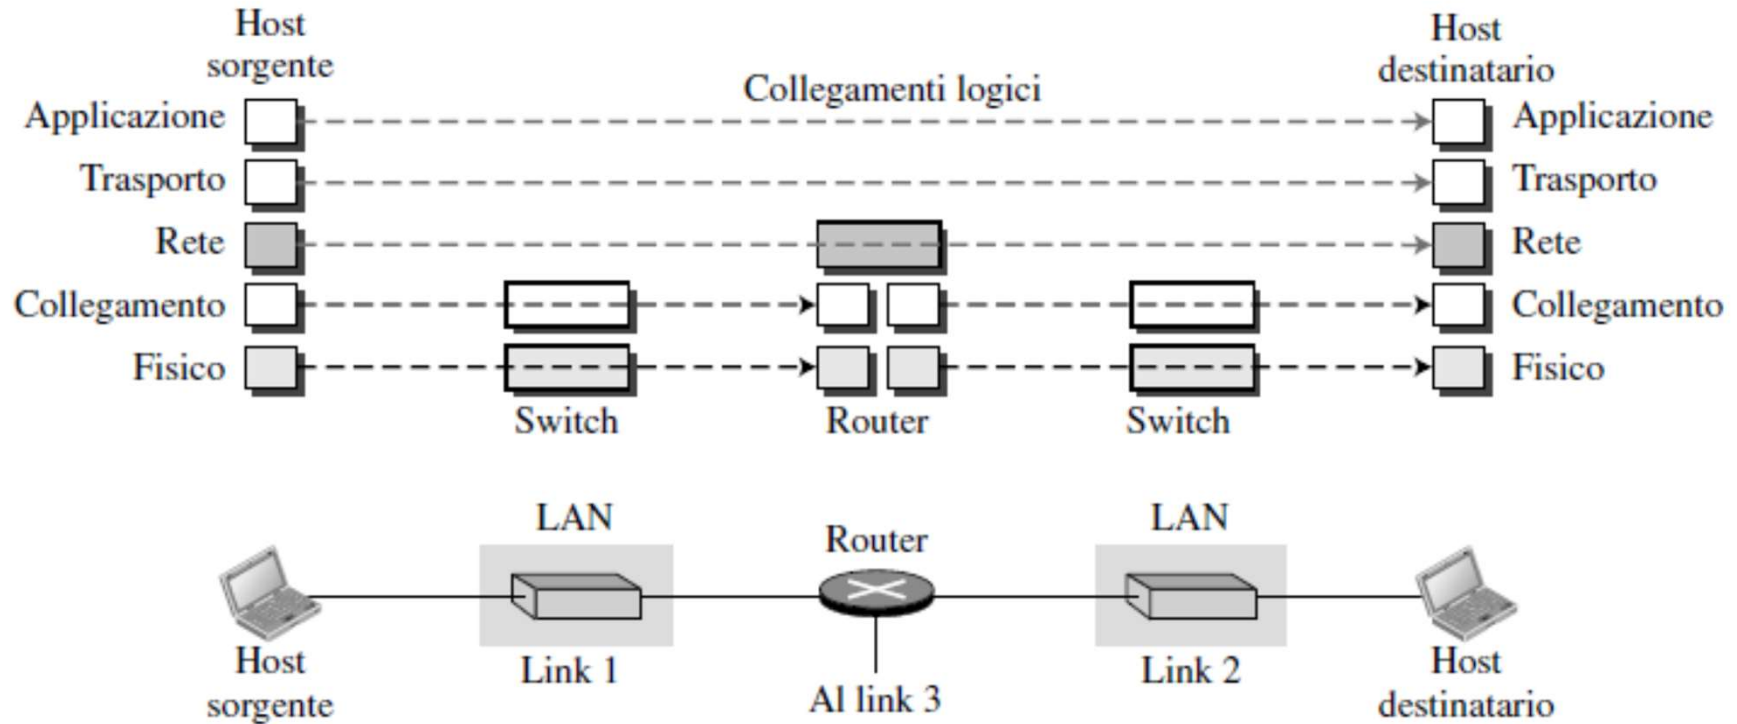 Host
sorgente
Host
destinatario
Collegamenti logici
Applicazione
Applicazione
Trasporto
Trasporto
Rete
Rete
Collegamento
Collegamento
Fisico
Fisico
Switch
Router
Switch
LAN
Router
LAN
Host
sorgente
Link 1
Al link 3
Link 2
Host
destinatario